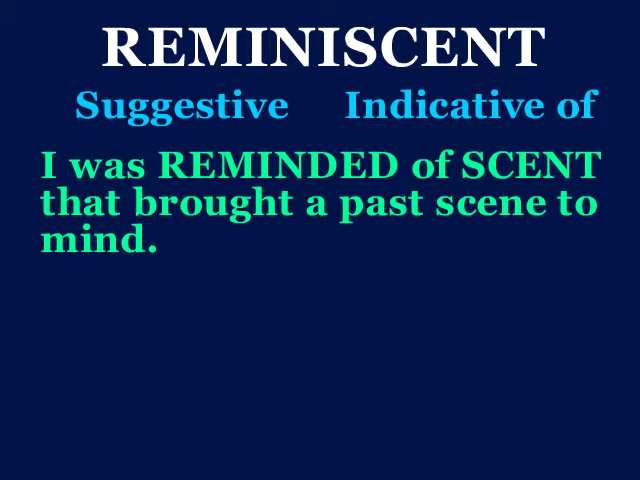 REMINISCENT
Suggestive Indicative of
I was REMINDED of SCENT
that brought a past scene to
mind.